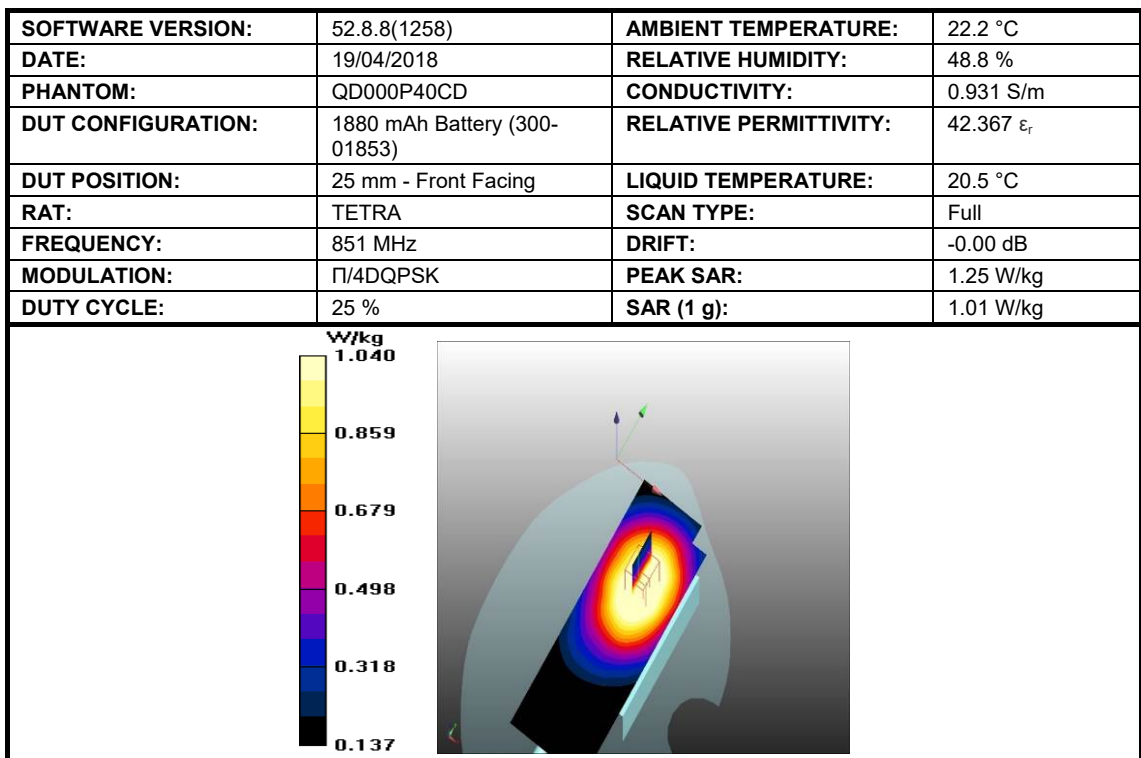 SOFTWARE VERSION: 52.8.8(1258) AMBIENT TEMPERATURE: 22.2 °C
DATE: 19/04/2018 RELATIVE HUMIDITY: 48.8 %
PHANTOM: QD000P40CD CONDUCTIVITY: 0.931 S/m
DUT CONFIGURATION: 1880 mAh Battery (300- RELATIVE PERMITTIVITY: 42.367 εr
01853)
DUT POSITION: 25 mm - Front Facing LIQUID TEMPERATURE: 20.5 °C
RAT: TETRA SCAN TYPE: Full
FREQUENCY: 851 MHz DRIFT: -0.00 dB
MODULATION: Π/4DQPSK PEAK SAR: 1.25 W/kg
DUTY CYCLE: 25 % SAR (1 g): 1.01 W/kg
W/kg
1.040
0.859
0.679
0.498
0.318
0.137